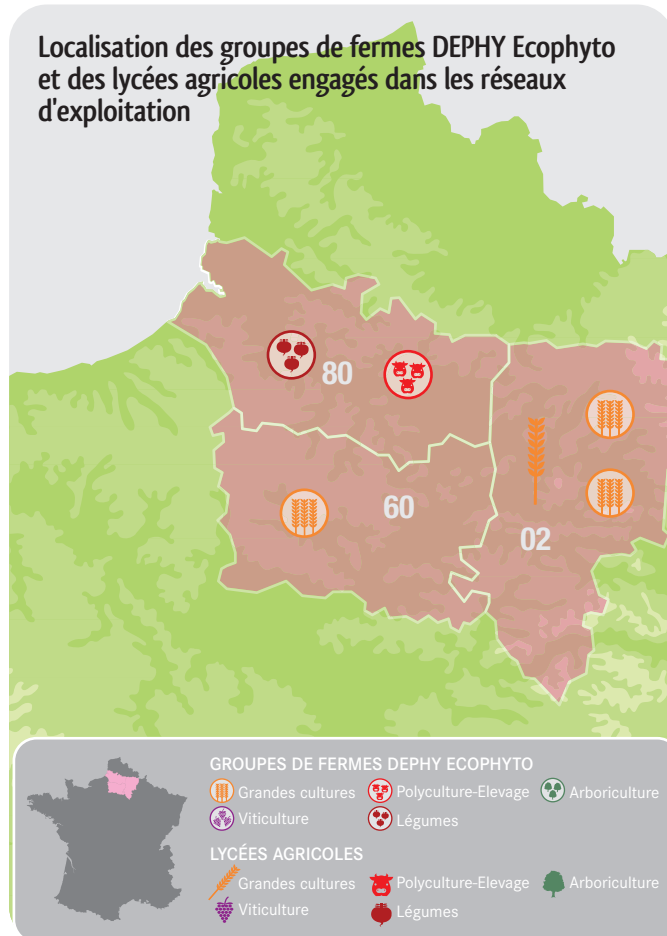 Localisation des groupes de fermes DEPHY Ecophyto
et des lycées agricoles engagés dans les réseaux
d'exploitation
80
60
02
GROUPES DE FERMES DEPHY ECOPHYTO
Grandes cultures Polyculture-Elevage Arboriculture
Viticulture Légumes
LYCÉES AGRICOLES
Grandes cultures Polyculture-Elevage Arboriculture
Viticulture Légumes